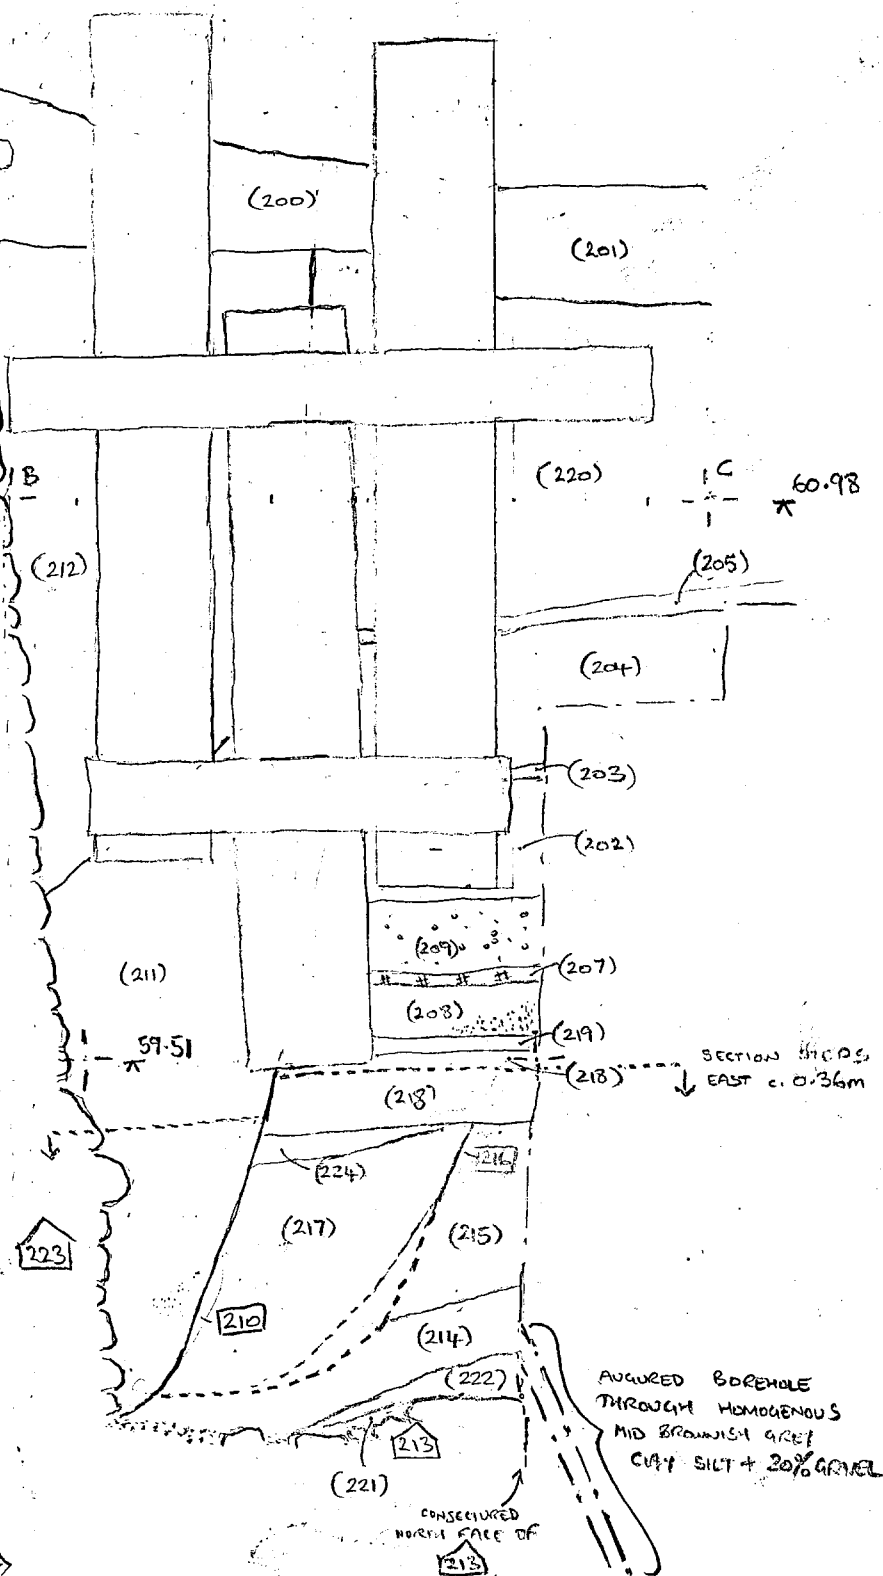 (200)
(201)
B
(220)
C
60.98
(212)
(205)
(204)
(203)
(202)
(209)
(207)
(211)
(208)
(219)
59.51
(218)
SECTION STEPS
EAST c. 0.36m
(218)
(224)
216
(217)
(215)
223
210
(214)
(222)
AUGURED BOREHOLE
THROUGH HOMOGENOUS
MID BROWNISH GREY
CLAY SILT + 20% GRAVEL
213
(221)
CONJECTURED
NORTH FACE OF
213